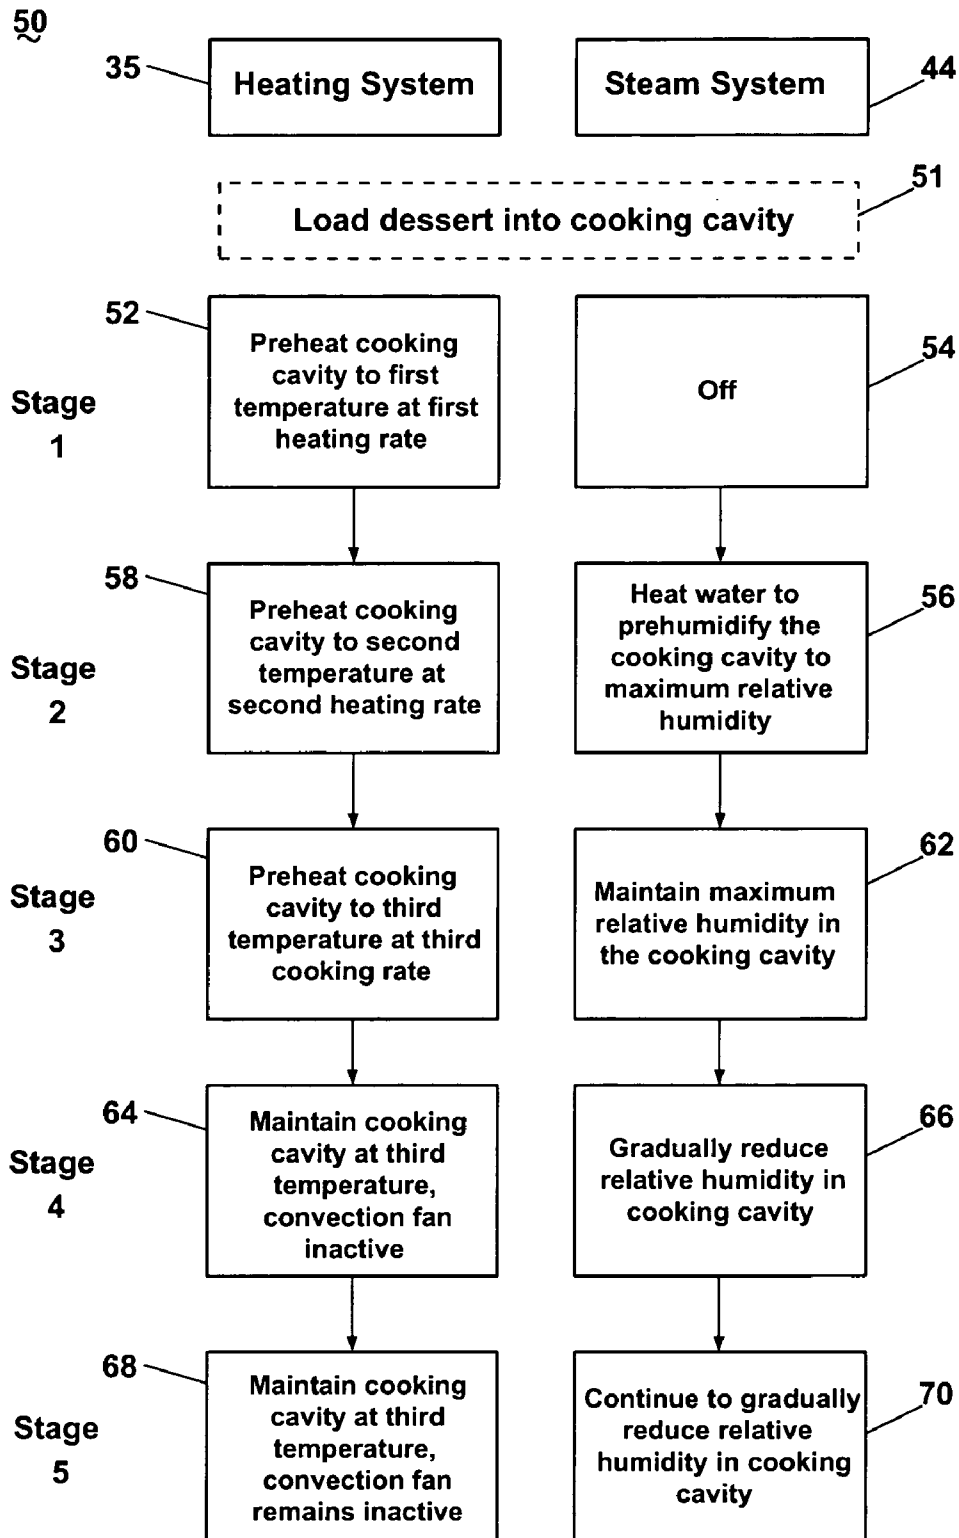 50
35
Heating System
Steam System
44
51
Load dessert into cooking cavity
52
Preheat cooking
cavity to first
temperature at first
heating rate
Off
54
Stage
1
58
Preheat cooking
cavity to second
temperature at
second heating rate
Heat water to
prehumidify the
cooking cavity to
maximum relative
humidity
56
Stage
2
60
Preheat cooking
cavity to third
temperature at third
cooking rate
Maintain maximum
relative humidity in
the cooking cavity
62
Stage
3
64
Maintain cooking
cavity at third
temperature,
convection fan
inactive
Gradually reduce
relative humidity in
cooking cavity
66
Stage
4
68
Maintain cooking
cavity at third
temperature,
convection fan
remains inactive
Continue to gradually
reduce relative
humidity in cooking
cavity
70
Stage
5